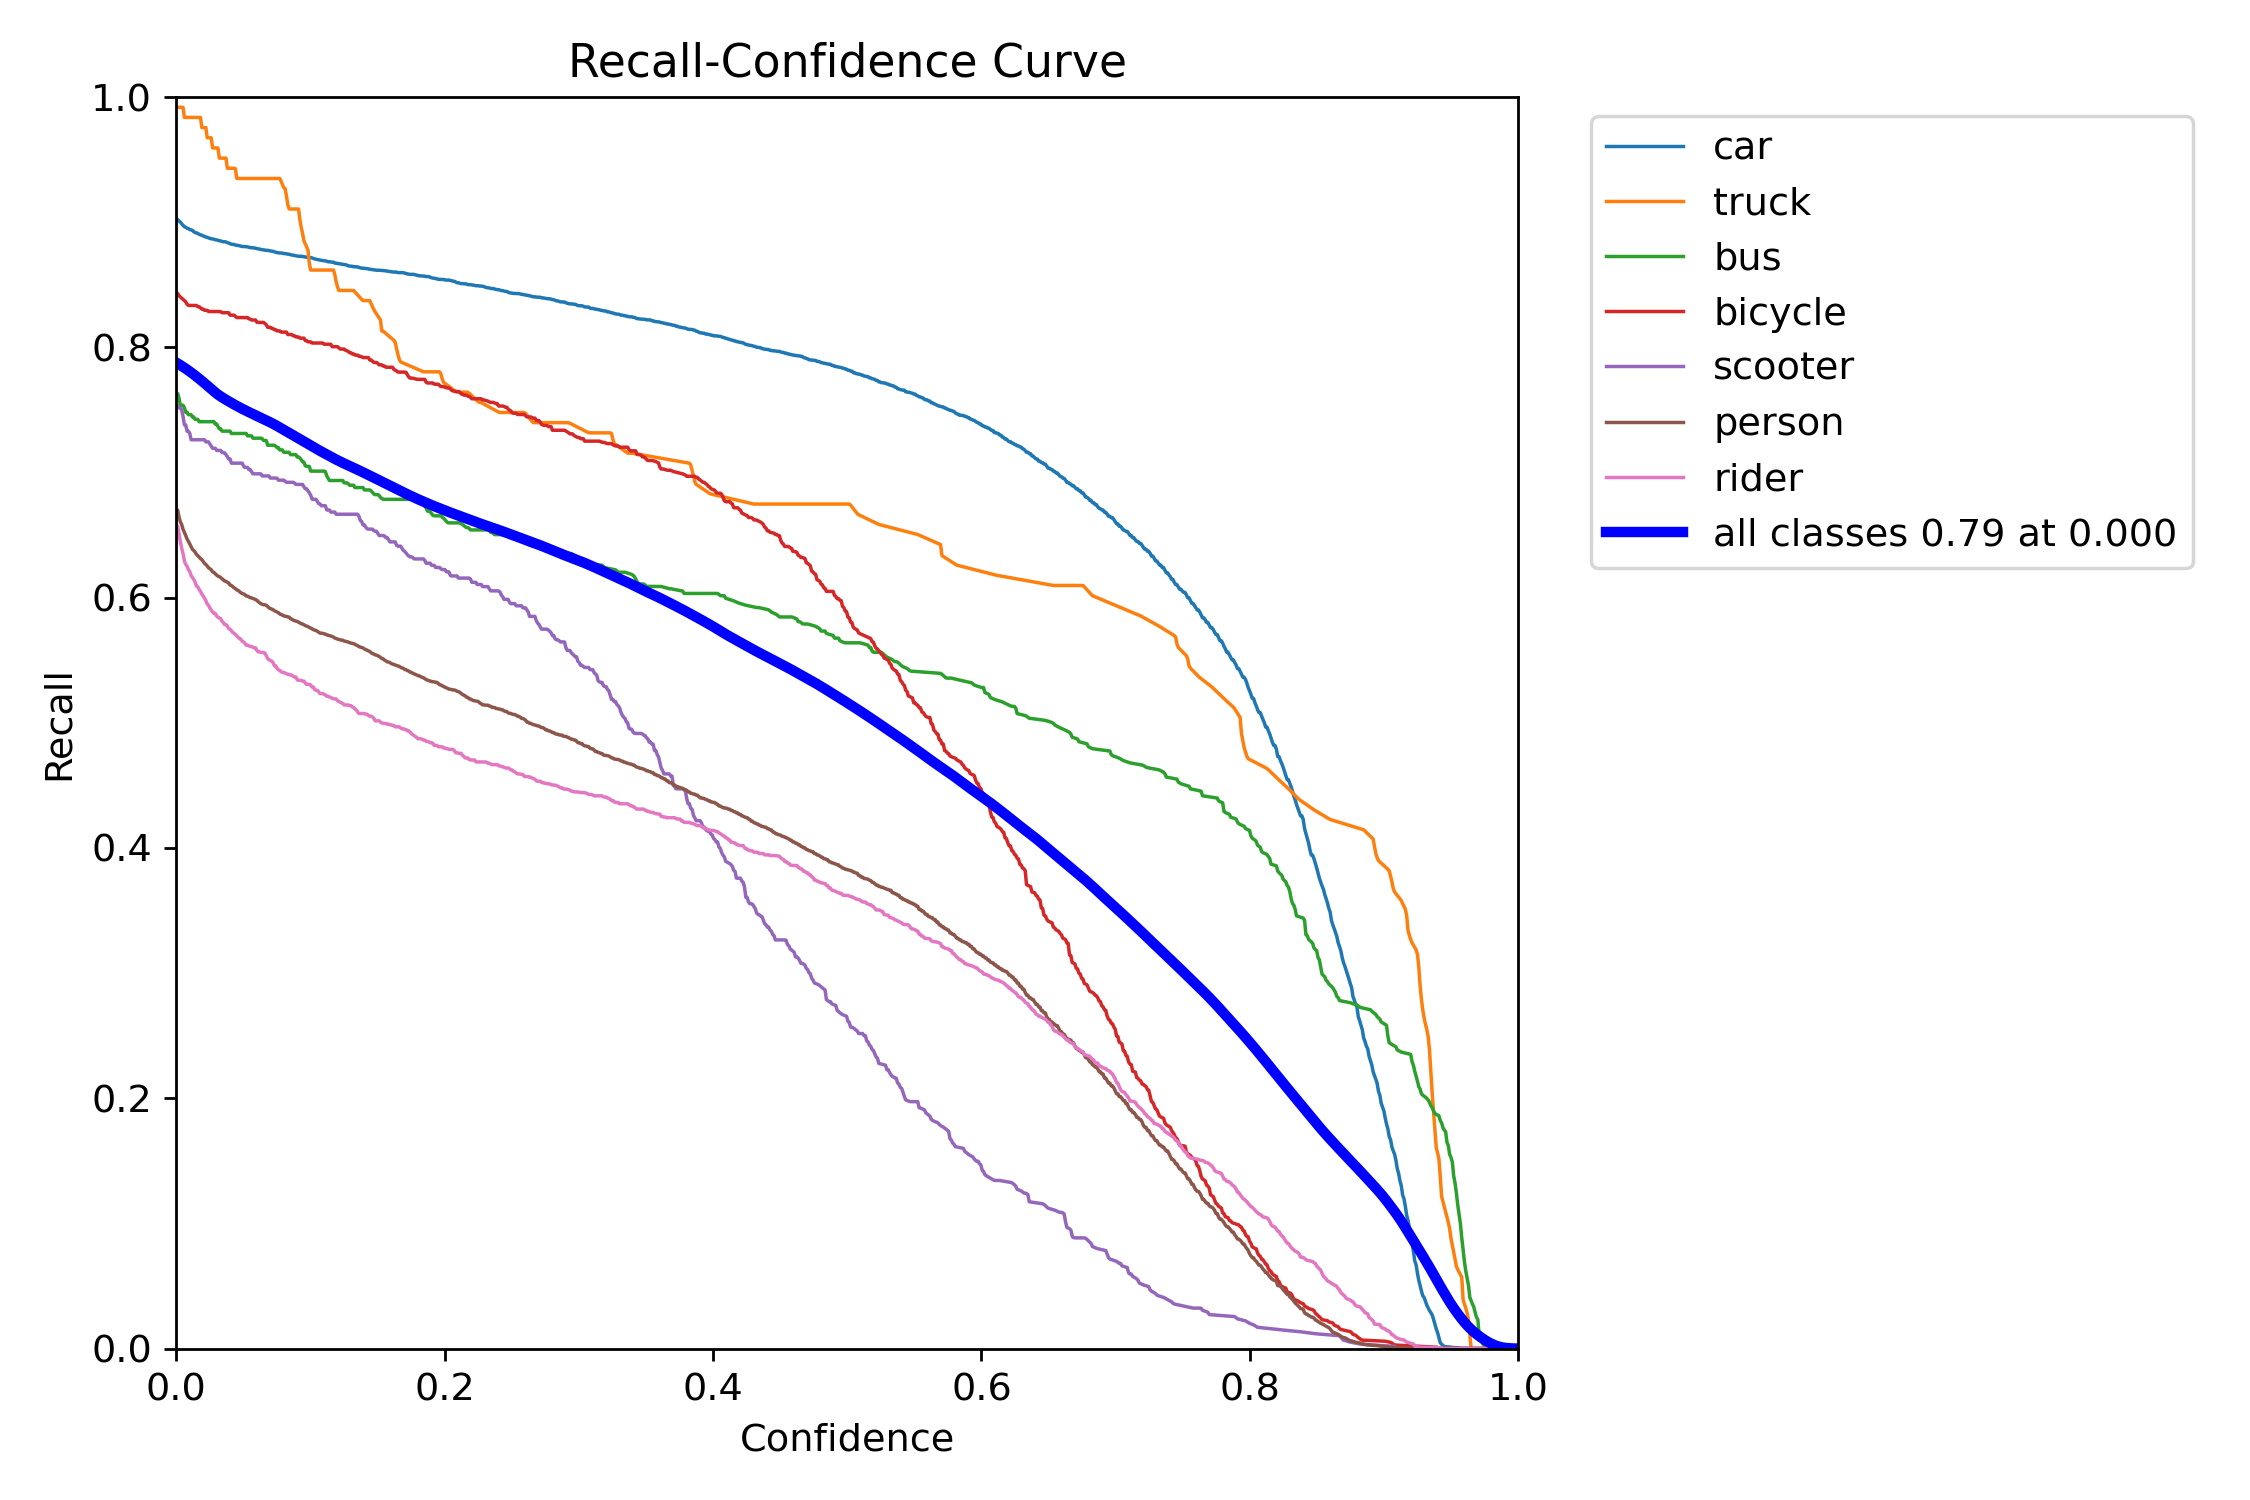 Recall-Confidence Curve
1.0
0.8
0.6
0.4
0.2
0.0
Recall
0.0 0.2 0.4 0.6 0.8 1.0
Confidence
car
truck
bus
bicycle
scooter
person
rider
all classes 0.79 at 0.000